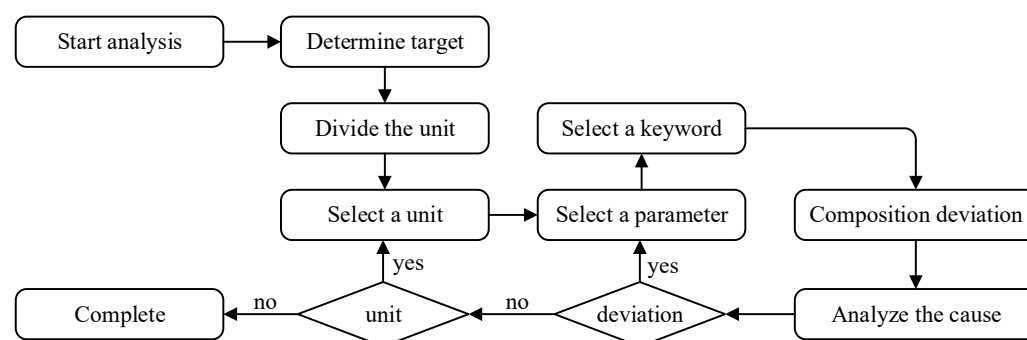 Start analysis
Determine target
Divide the unit
Select a keyword
Select a unit
Select a parameter
Composition deviation
yes
yes
Complete
no
unit
no
deviation
Analyze the cause